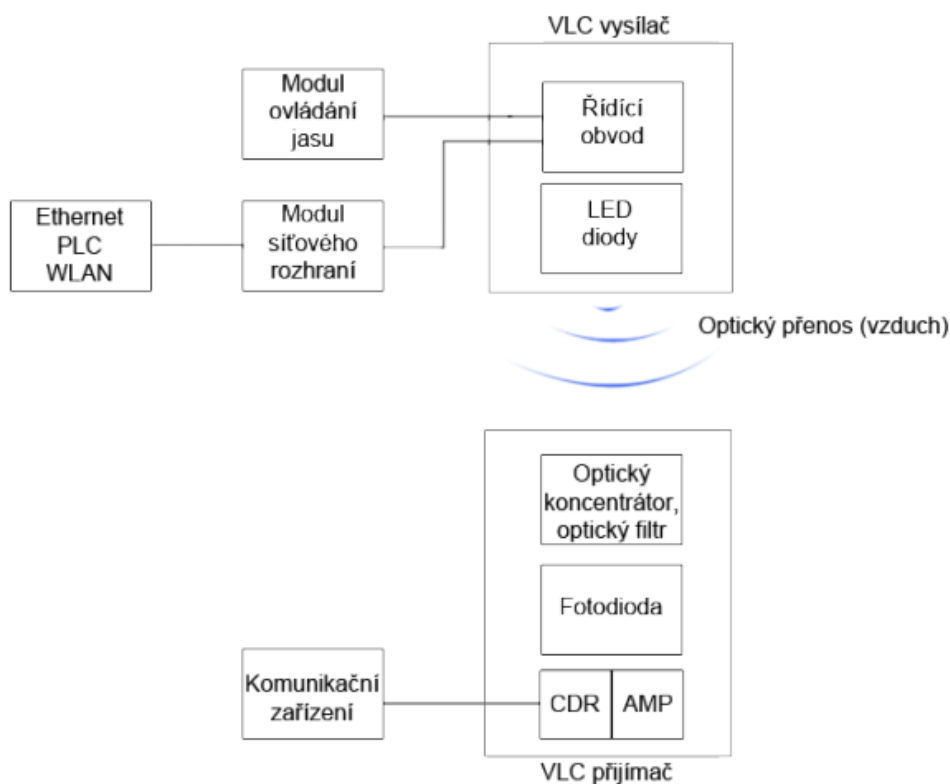 VLC vysílač
Modul
ovládání
jasu
Řídící
obvod
Ethernet
PLC
WLAN
Modul
síťového
rozhraní
LED
diody
Optický přenos (vzduch)
Optický
koncentrátor,
optický filtr
Fotodioda
Komunikační
zařízení
CDR
AMP
VLC přijímač